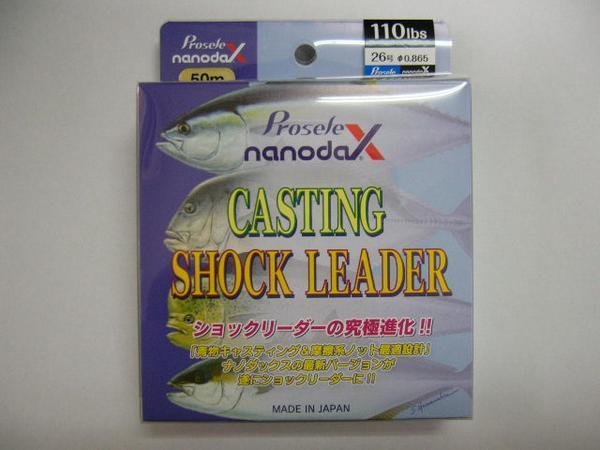 Prosele
nanodaX
50m
110lbs
26号 φ0.865
Prosele nanodaX
Prosele
nanodaX®
CASTING
SHOCK LEADER
ショックリーダーの究極進化!!
「青物キャスティング&摩擦系ノット最適設計」
ナノダックスの最新バージョンが
遂にショックリーダーに!!
MADE IN JAPAN